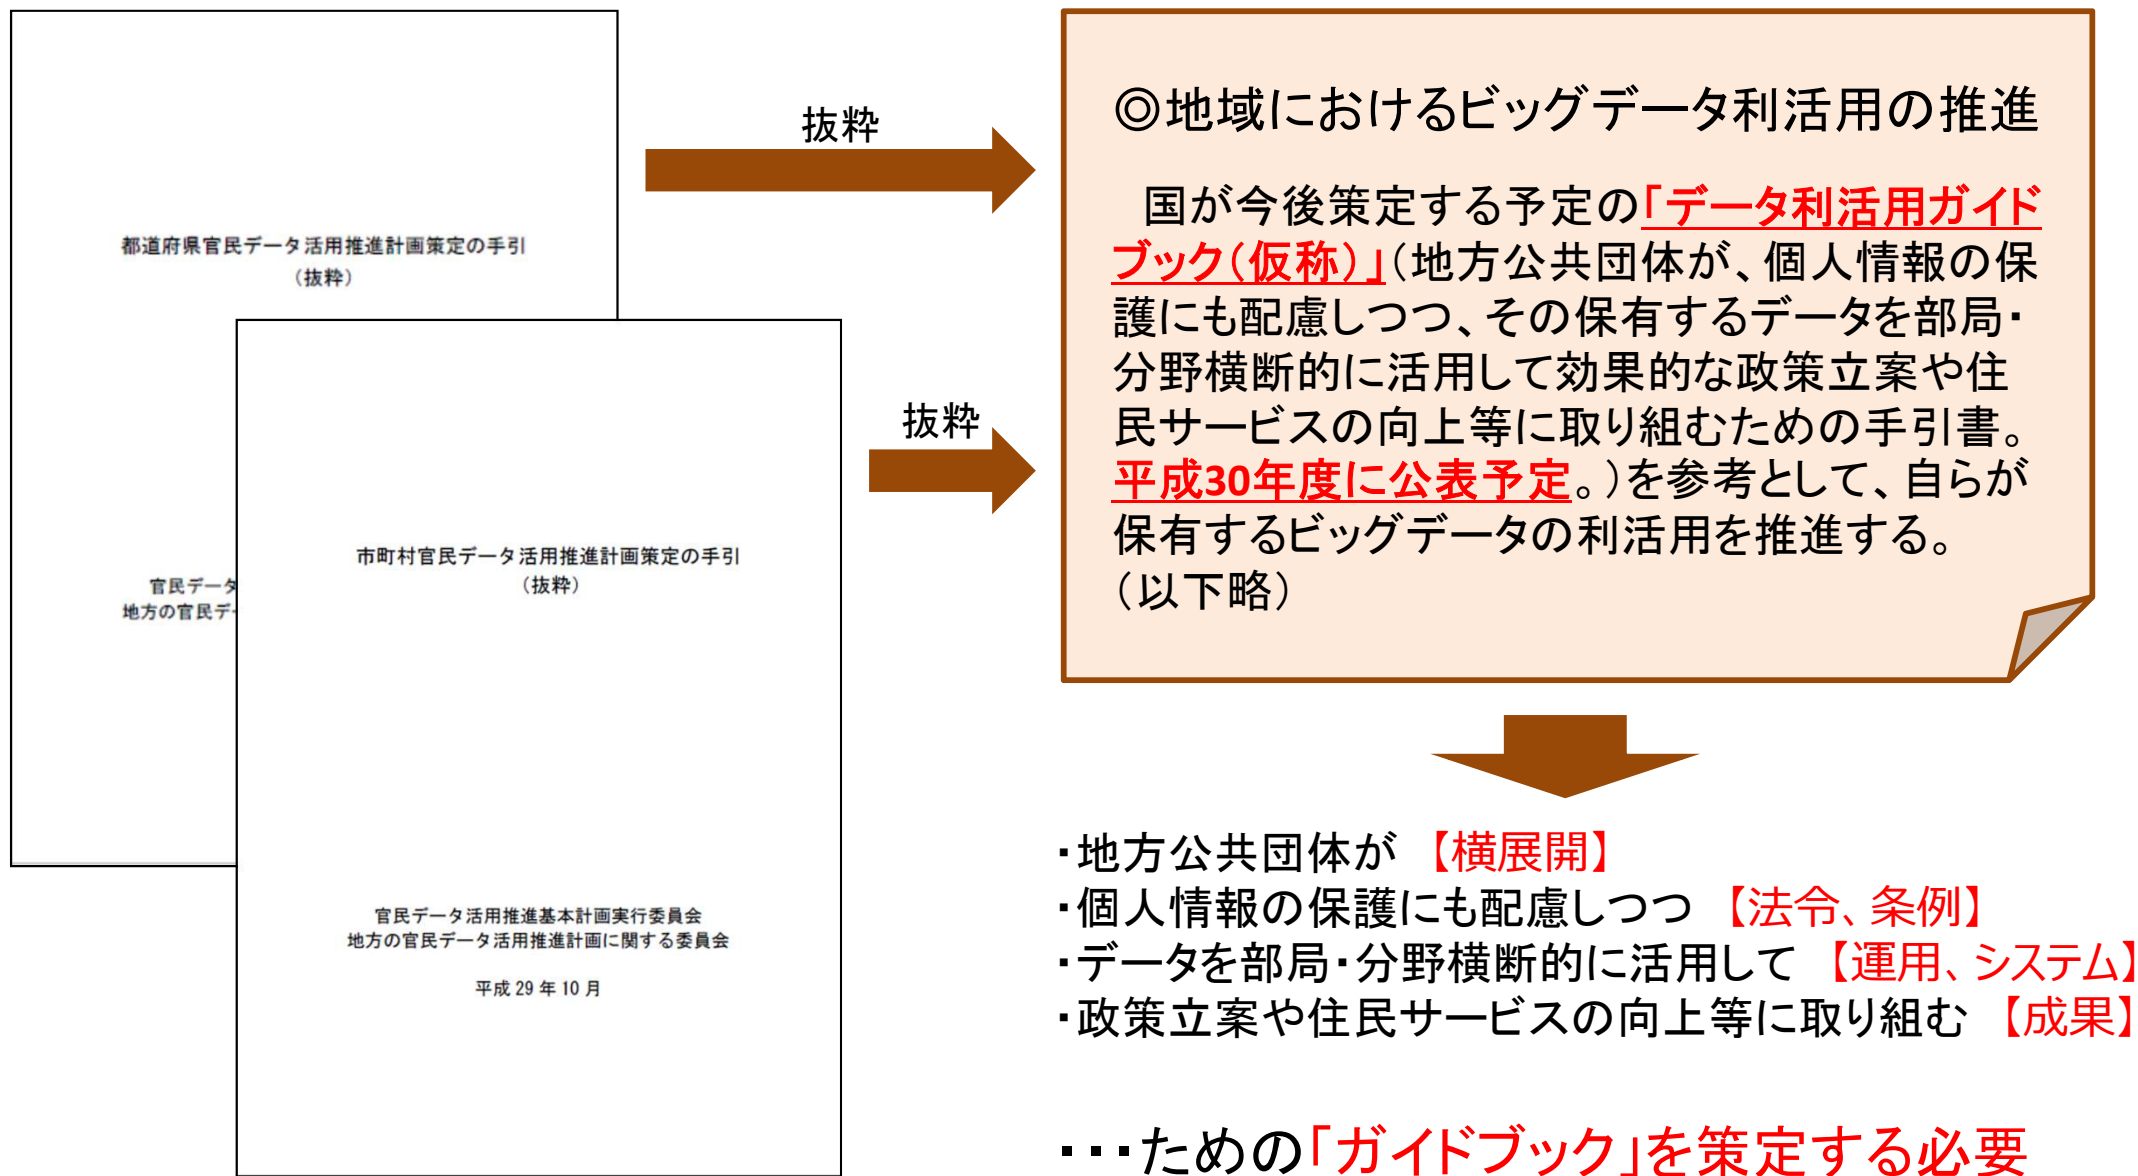 都道府県官民データ活用推進計画策定の手引
（抜粋）
官民データ
地方の官民デー
市町村官民データ活用推進計画策定の手引
（抜粋）
官民データ活用推進基本計画実行委員会
地方の官民データ活用推進計画に関する委員会
平成 29 年 10 月
抜粋
抜粋
◎地域におけるビッグデータ利活用の推進
国が今後策定する予定の「データ利活用ガイド
ブック（仮称）」（地方公共団体が、個人情報の保
護にも配慮しつつ、その保有するデータを部局・
分野横断的に活用して効果的な政策立案や住
民サービスの向上等に取り組むための手引書。
平成30年度に公表予定。）を参考として、自らが
保有するビッグデータの利活用を推進する。
（以下略）
・地方公共団体が 【横展開】
・個人情報の保護にも配慮しつつ 【法令、条例】
・データを部局・分野横断的に活用して 【運用、システム】
・政策立案や住民サービスの向上等に取り組む 【成果】
・・・ための「ガイドブック」を策定する必要